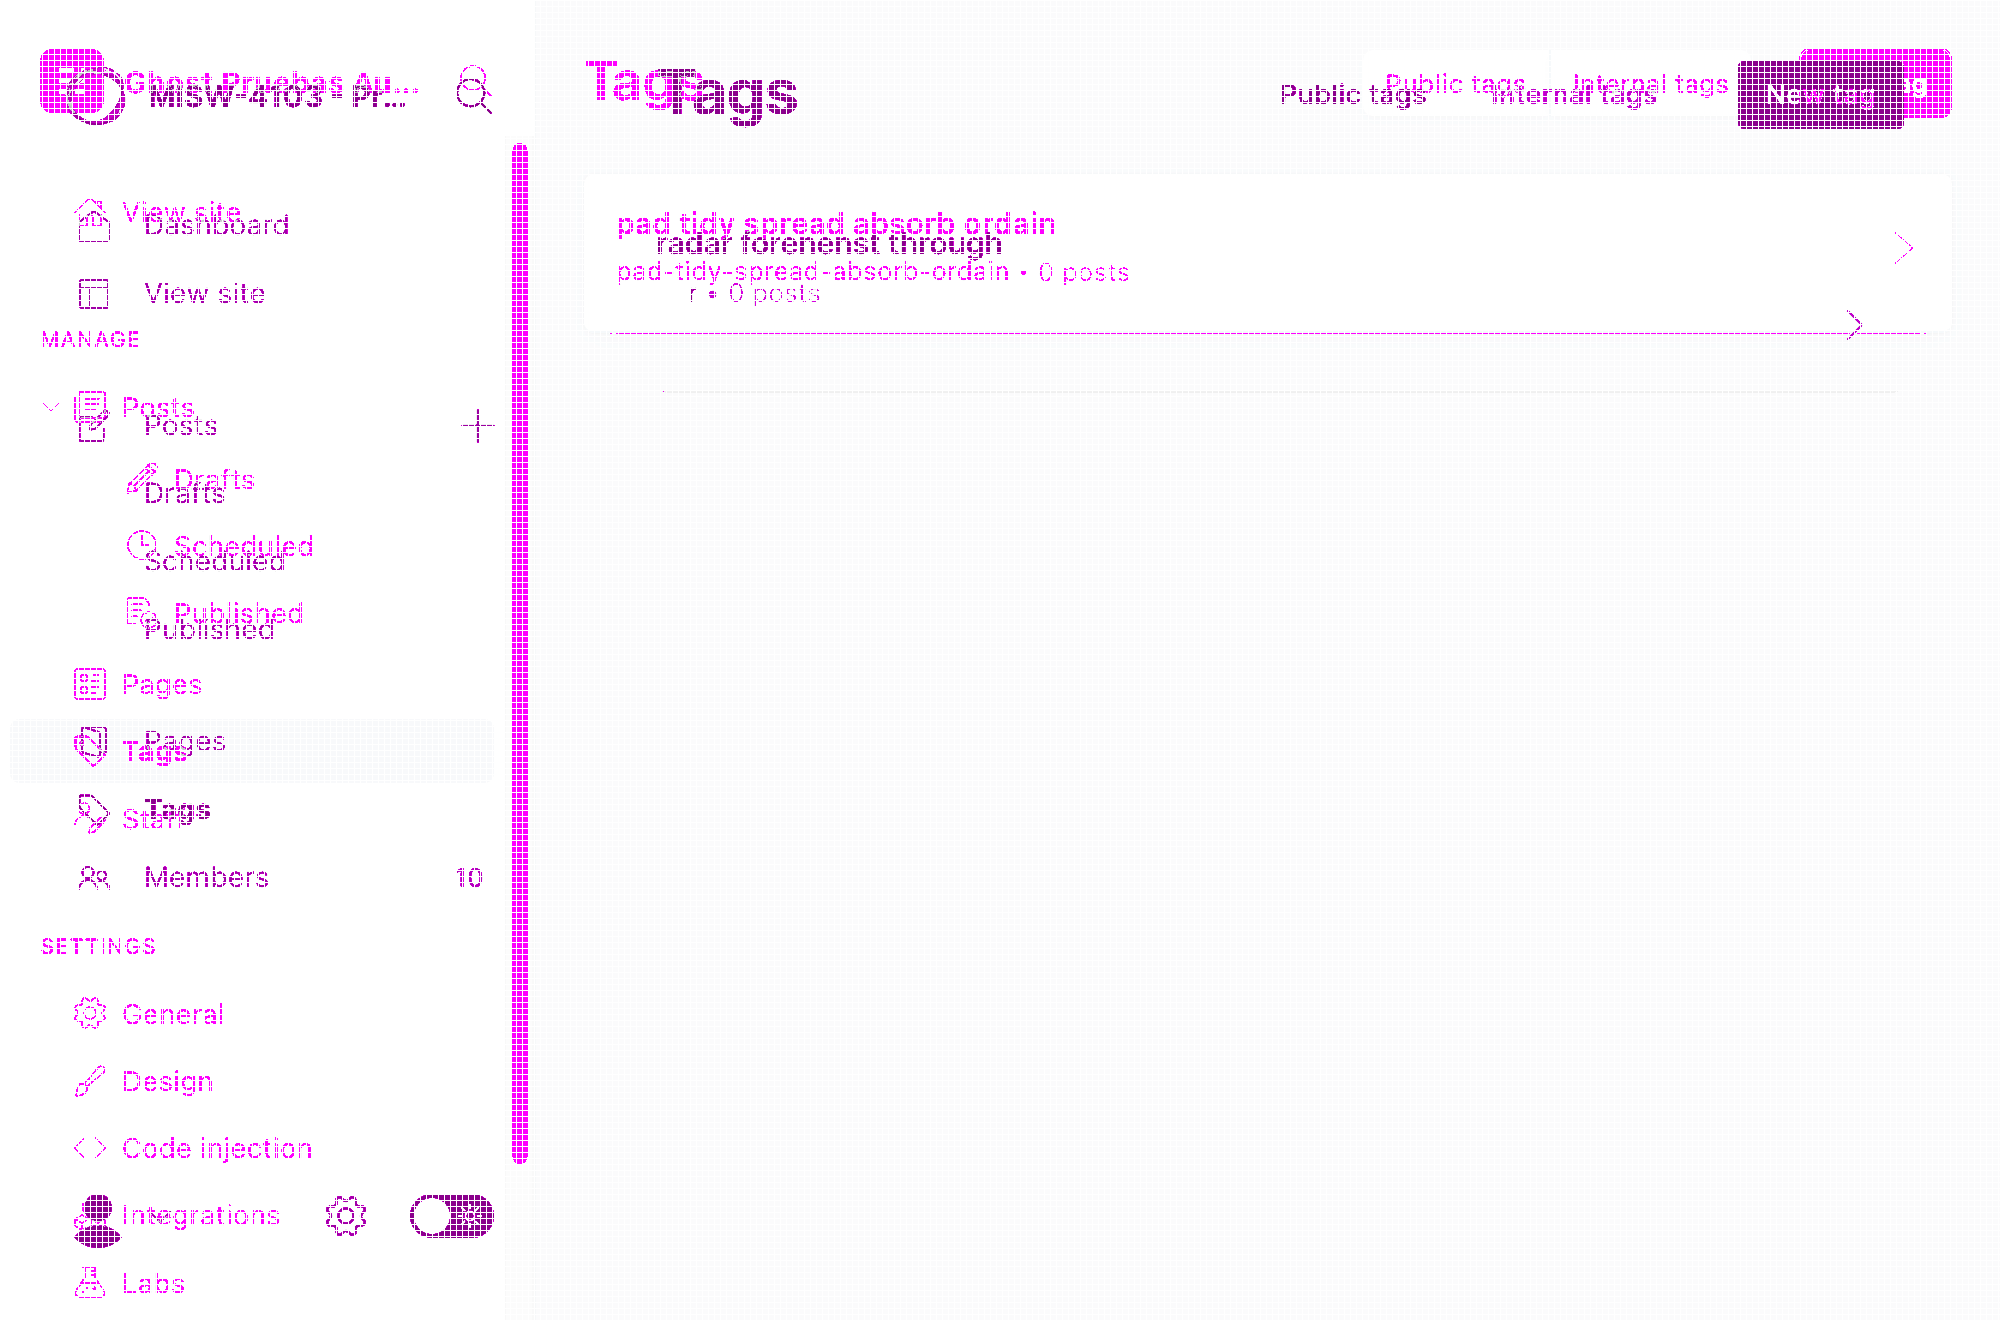 Ghost Pruebas Au...
MSW-4103 - Pr...
Tags
Tags
Public tags
Internal tags
Public tags
Internal tags
New tag
View site
Dashboard
View site
pad tidy spread absorb ordain
radar forenenst through
pad-tidy-spread-absorb-ordain • 0 posts
r • 0 posts
MANAGE
Posts
Posts
Drafts
Drafts
Scheduled
Scheduled
Published
Published
Pages
Pages
Tags
Tags
Staff
Members 10
SETTINGS
General
Design
Code injection
Integrations
Labs